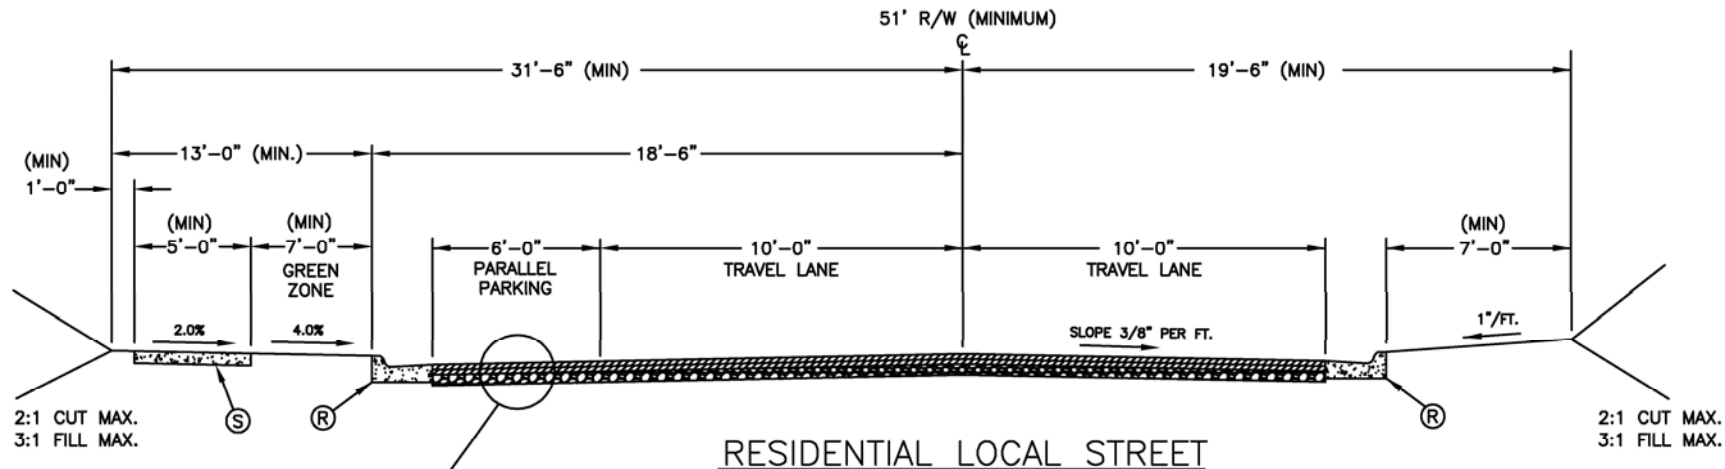 51' R/W (MINIMUM)
℄
31'-6" (MIN)
19'-6" (MIN)
(MIN)
1'-0"
13'-0" (MIN.)
18'-6"
(MIN)
5'-0"
(MIN)
7'-0"
GREEN
ZONE
6'-0"
PARALLEL
PARKING
10'-0"
TRAVEL LANE
10'-0"
TRAVEL LANE
(MIN)
7'-0"
2.0%
4.0%
SLOPE 3/8" PER FT.
1"/FT.
2:1 CUT MAX.
3:1 FILL MAX.
S
R
R
2:1 CUT MAX.
3:1 FILL MAX.
RESIDENTIAL LOCAL STREET